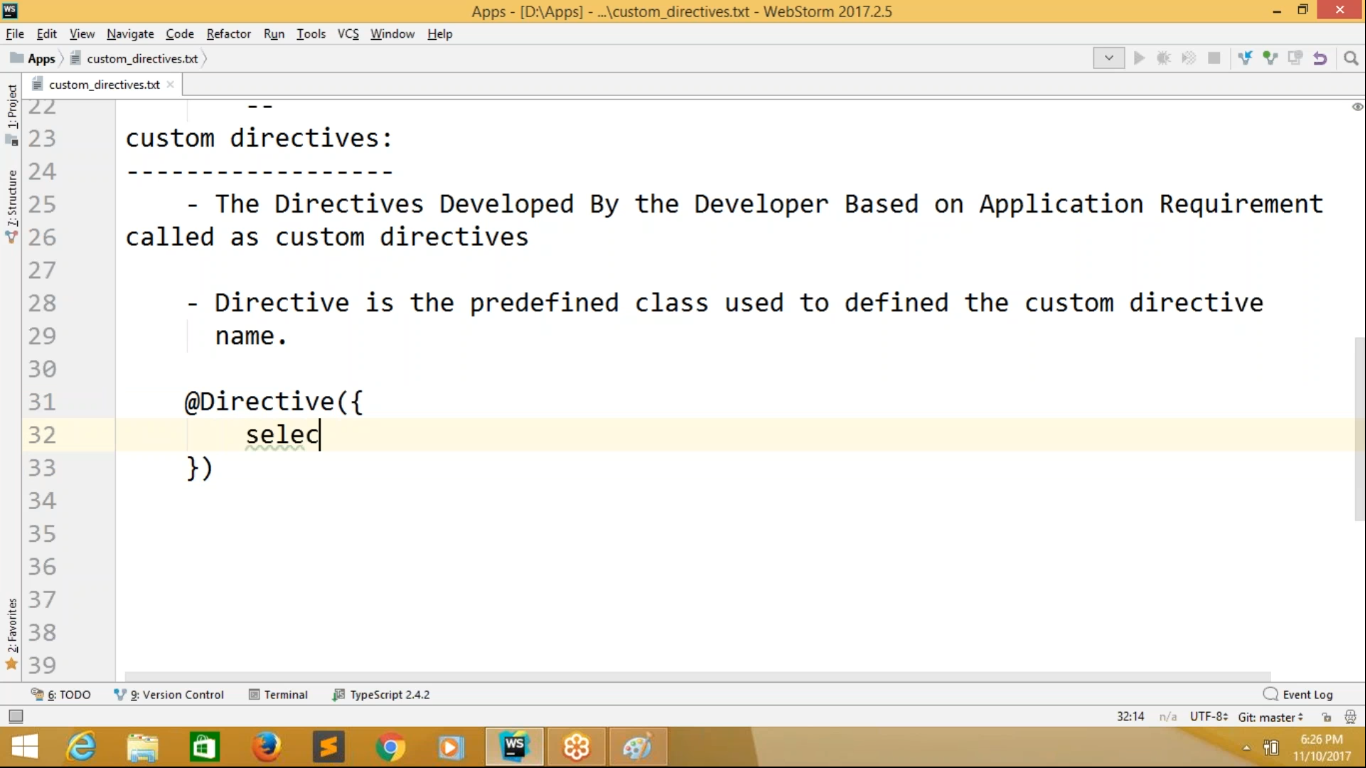 WS
Apps - [D:\Apps] - ...\custom_directives.txt - WebStorm 2017.2.5
File Edit View Navigate Code Refactor Run Tools VCS Window Help
Apps custom_directives.txt
custom_directives.txt
1: Project
7: Structure
2: Favorites
22 --
23 custom directives:
24 ------------------
25 - The Directives Developed By the Developer Based on Application Requirement
26 called as custom directives
27
28 - Directive is the predefined class used to defined the custom directive
29 name.
30
31 @Directive({
32 selec
33 })
34
35
36
37
38
39
6: TODO 9: Version Control Terminal TypeScript 2.4.2 Event Log
32:14 n/a UTF-8 Git: master
WS
6:26 PM
11/10/2017